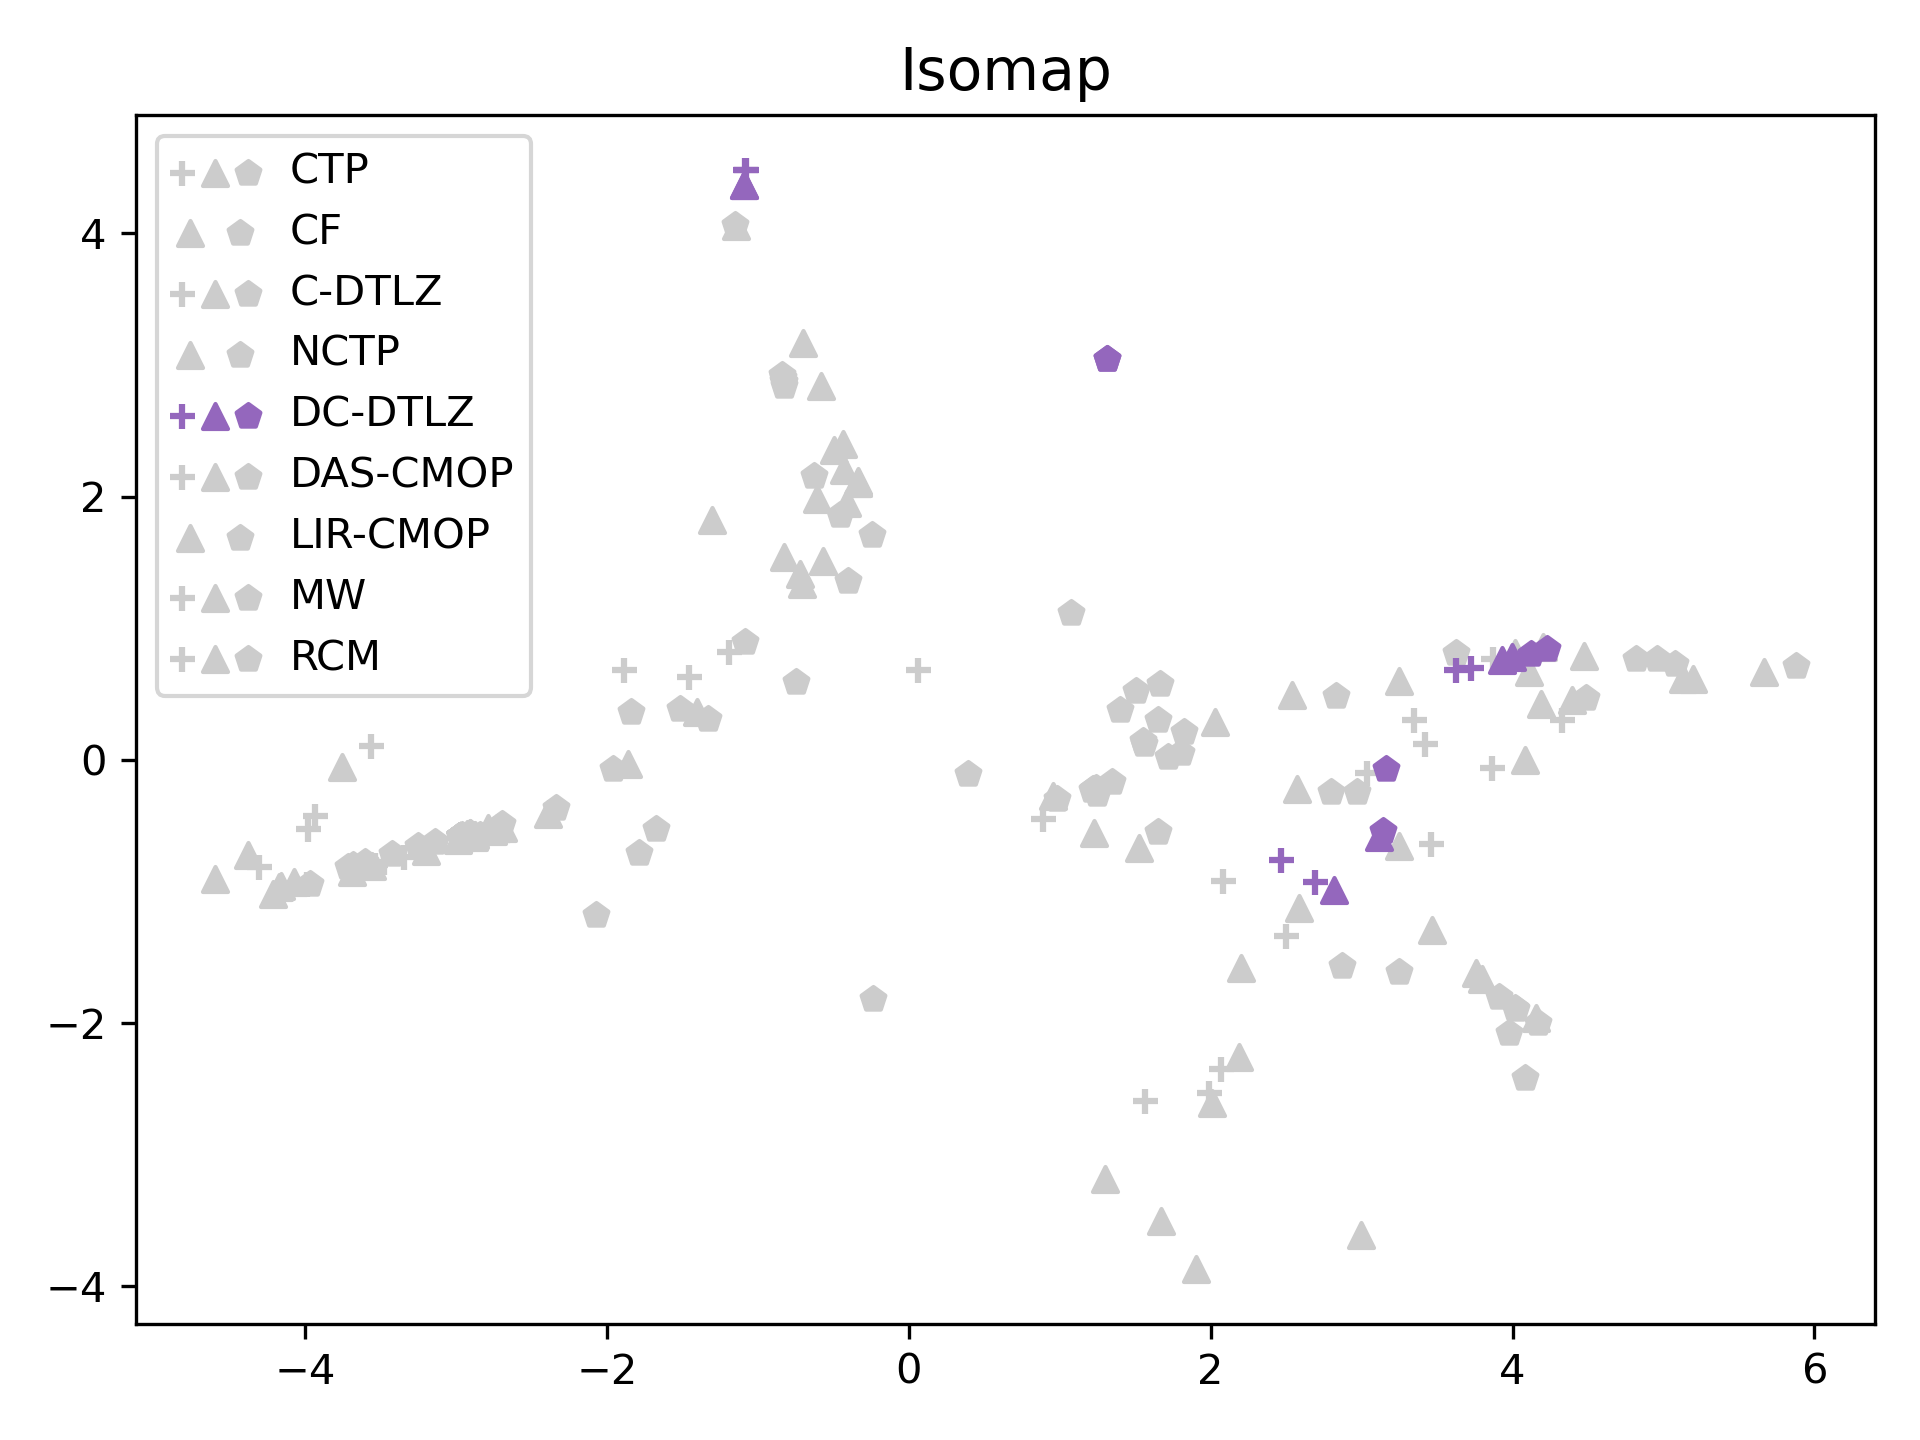 Isomap
CTP
CF
C-DTLZ
NCTP
DC-DTLZ
DAS-CMOP
LIR-CMOP
MW
RCM
4
2
0
−2
−4
−4 −2 0 2 4 6